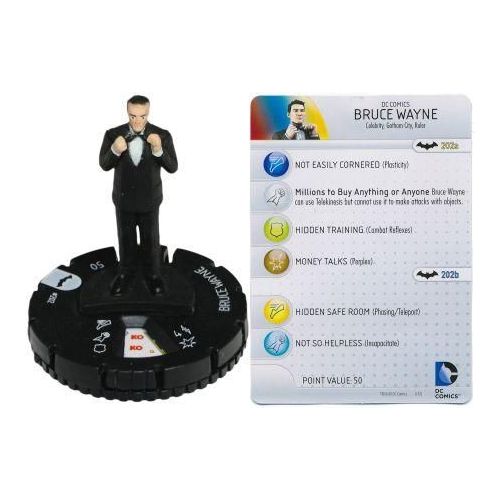 50
BRUCE WAYNE
KO
KO
DC COMICS
BRUCE WAYNE
Celebrity, Gotham City, Ruler
202a
NOT EASILY CORNERED (Plasticity)
Millions to Buy Anything or Anyone Bruce Wayne
can use Telekinesis but cannot use it to make attacks with objects.
HIDDEN TRAINING (Combat Reflexes)
MONEY TALKS (Perplex)
202b
HIDDEN SAFE ROOM (Phasing/Teleport)
NOT SO HELPLESS (Incapacitate)
POINT VALUE: 50
DC
COMICS